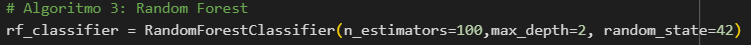 # Algoritmo 3: Random Forest
rf_classifier = RandomForestClassifier(n_estimators=100,max_depth=2, random_state=42)